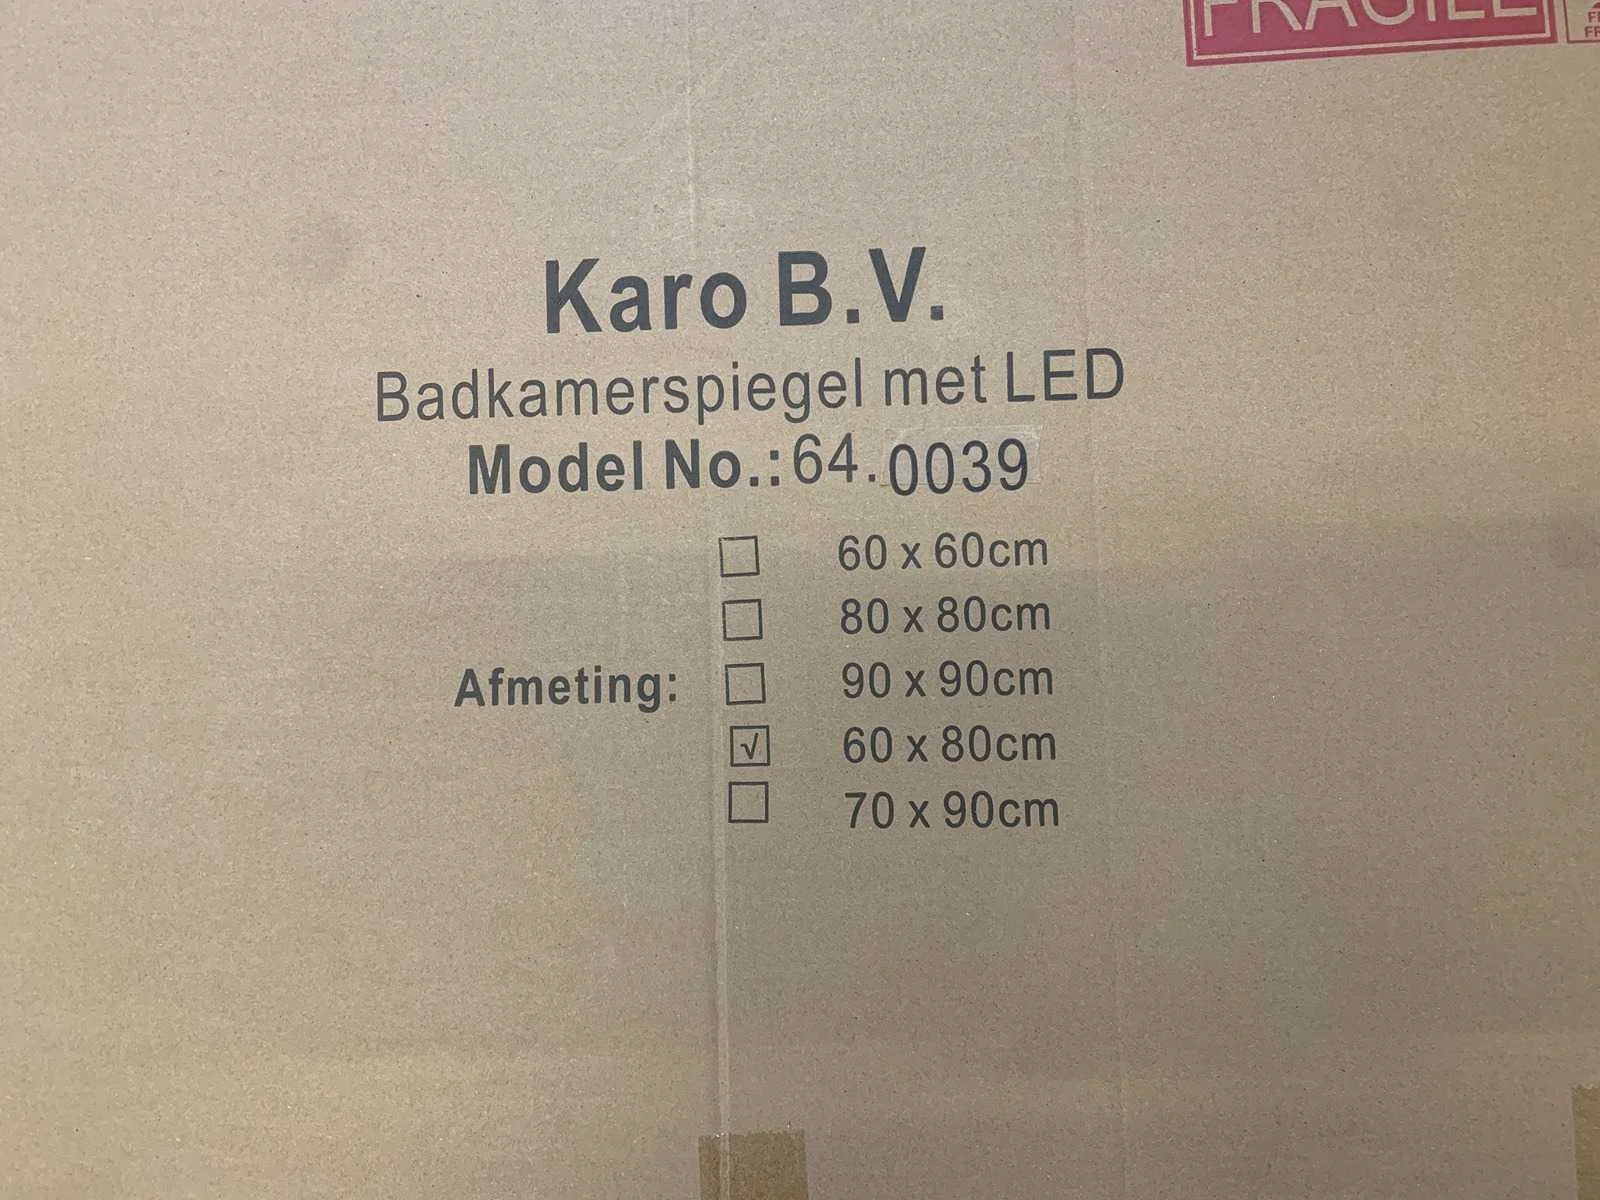 FRAGILE
Karo B.V.
Badkamerspiegel met LED
Model No.:64.0039
60 x 60cm
80 x 80cm
Afmeting: 90 x 90cm
√ 60 x 80cm
70 x 90cm